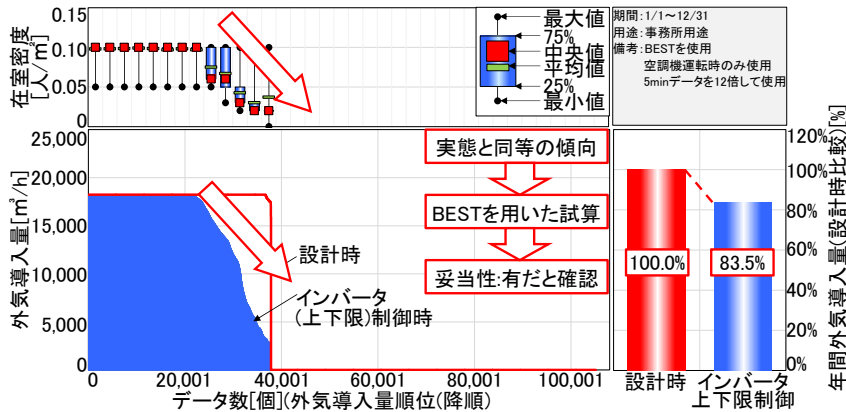 在室密度
[人/㎡]
0.15
0.10
0.05
0
最大値
75%
中央値
平均値
25%
最小値
期間:1/1～12/31
用途:事務所用途
備考:BESTを使用
空調機運転時のみ使用
5minデータを12倍して使用
外気導入量[㎥/h]
25,000
20,000
15,000
10,000
5,000
0
実態と同等の傾向
BESTを用いた試算
妥当性:有だと確認
設計時
インバータ
(上下限)制御時
0
20,001
40,001
60,001
80,001
100,001
データ数[個](外気導入量順位(降順)
120%
100%
80%
60%
40%
20%
0%
年間外気導入量(設計時比較)[%]
100.0%
83.5%
設計時
インバータ
上下限制御